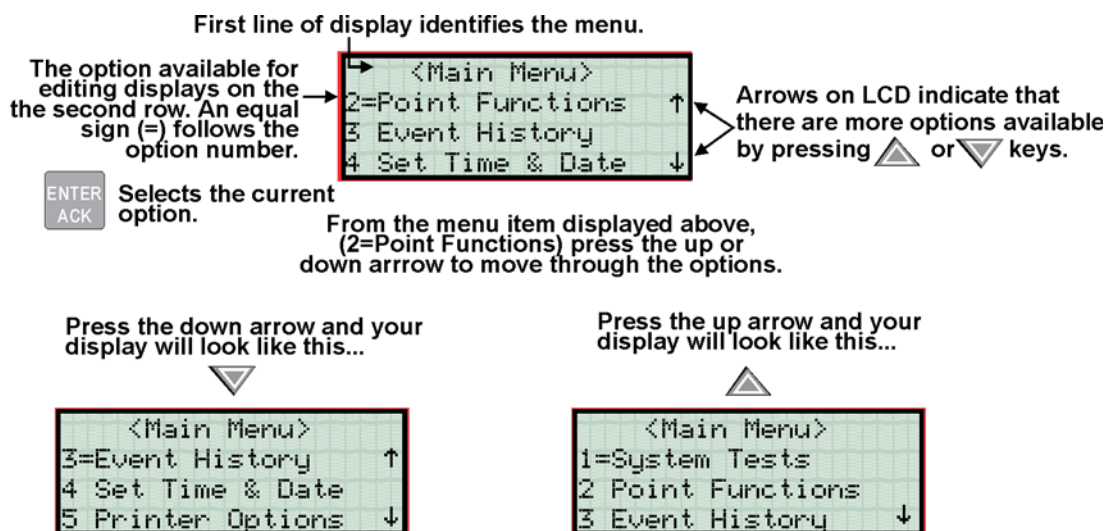 First line of display identifies the menu.
The option available for
editing displays on the
the second row. An equal
sign (=) follows the
option number.
<Main Menu>
2=Point Functions ↑
3 Event History
4 Set Time & Date ↓
Arrows on LCD indicate that
there are more options available
by pressing or keys.
ENTER
ACK
Selects the current
option.
From the menu item displayed above,
(2=Point Functions) press the up or
down arrrow to move through the options.
Press the down arrow and your
display will look like this...
<Main Menu>
3=Event History ↑
4 Set Time & Date
5 Printer Options ↓
Press the up arrow and your
display will look like this...
<Main Menu>
1=System Tests
2 Point Functions
3 Event History ↓